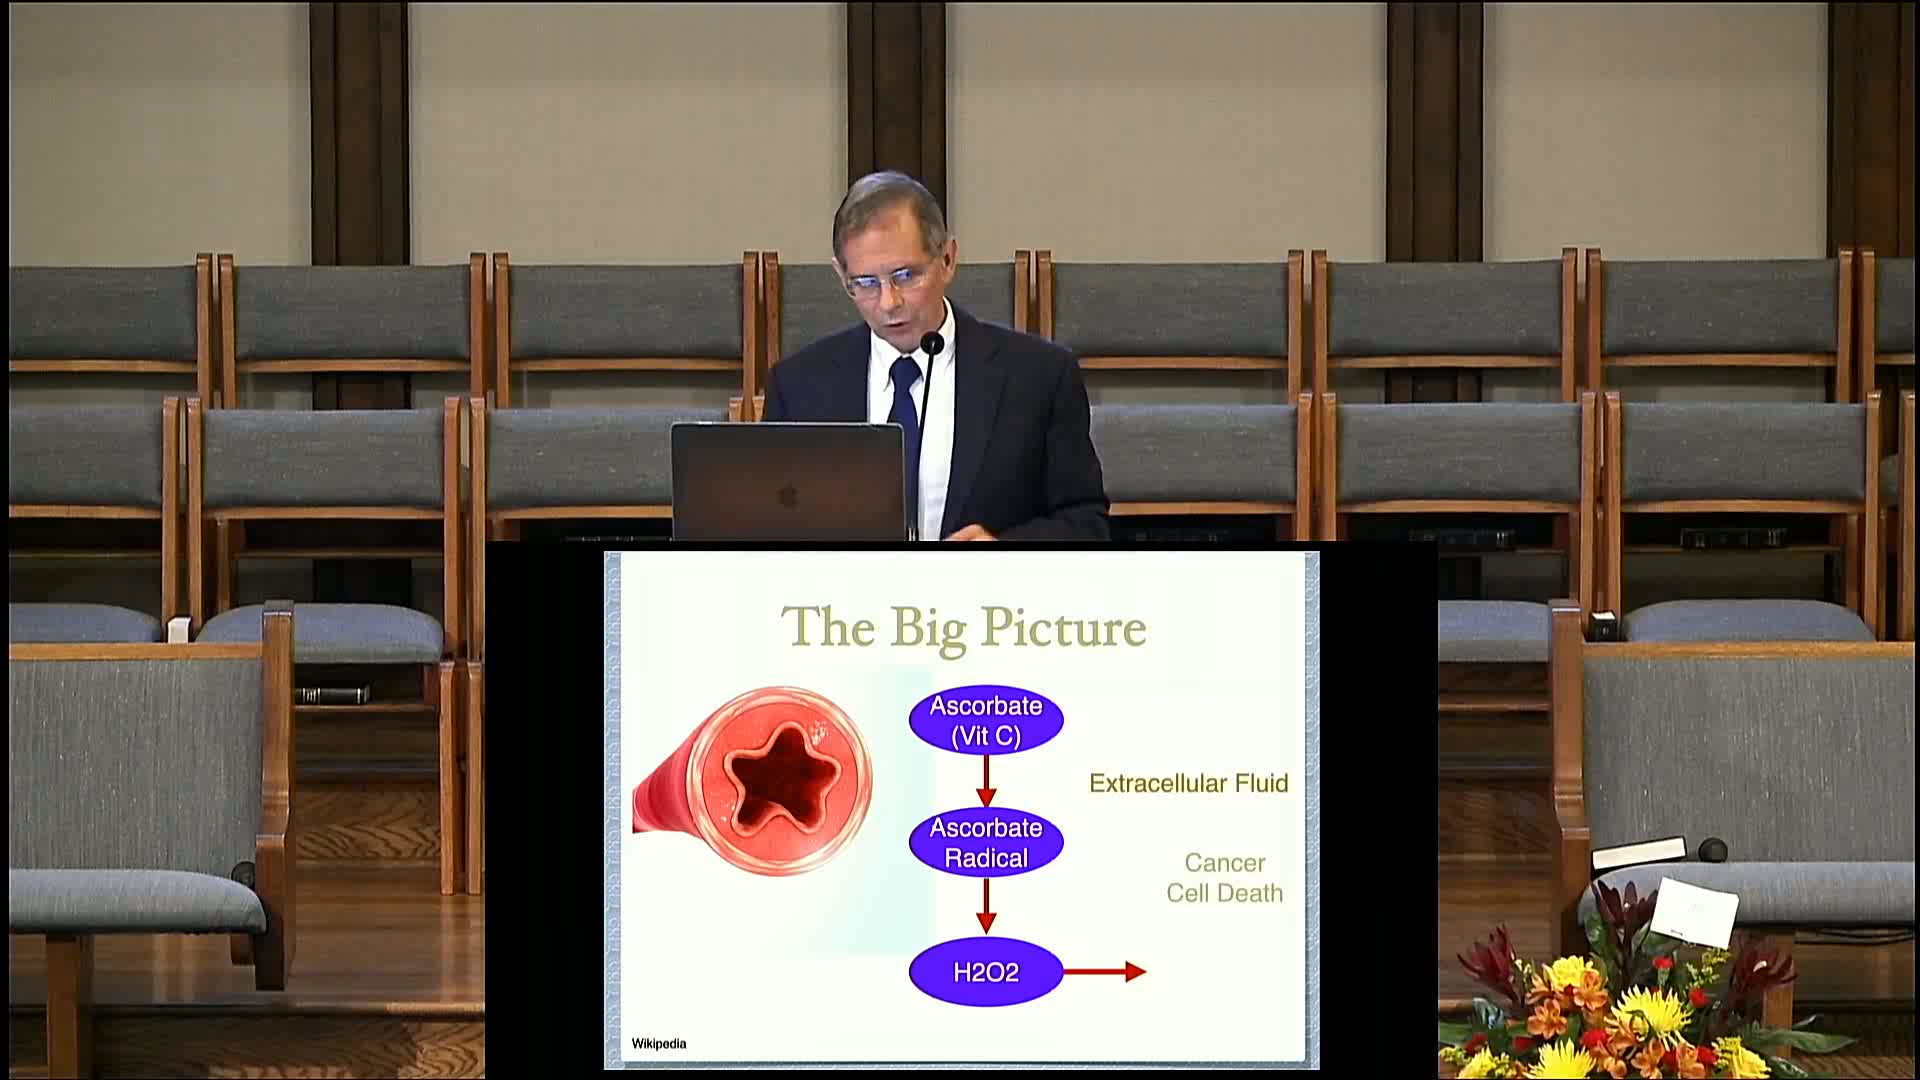 The Big Picture
Ascorbate
(Vit C)
Extracellular Fluid
Ascorbate
Radical
Cancer
Cell Death
H2O2
Wikipedia